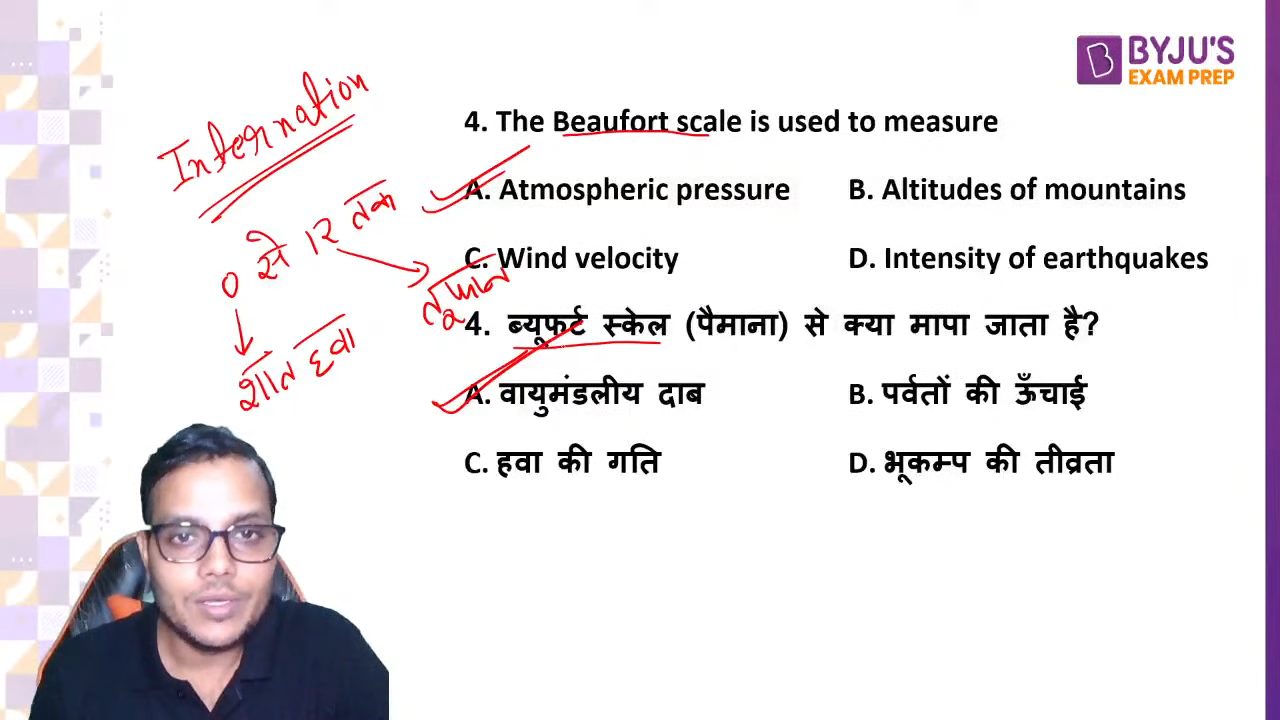 BYJU'S
EXAM PREP
Internation
0 से 12 तक
शांत हवा
तूफान
4. The Beaufort scale is used to measure
A. Atmospheric pressure B. Altitudes of mountains
C. Wind velocity D. Intensity of earthquakes
4. ब्यूफर्ट स्केल (पैमाना) से क्या मापा जाता है?
A. वायुमंडलीय दाब B. पर्वतों की ऊँचाई
C. हवा की गति D. भूकम्प की तीव्रता